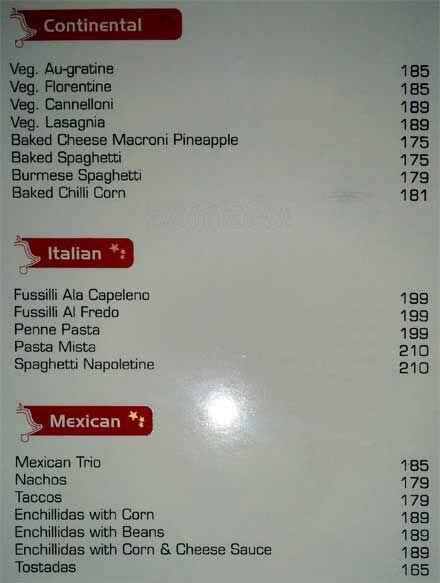 Continental
Veg. Au-gratine 185
Veg. Florentine 185
Veg. Cannelloni 189
Veg. Lasagnia 189
Baked Cheese Macroni Pineapple 175
Baked Spaghetti 175
Burmese Spaghetti 179
Baked Chilli Corn 181
zomato
Italian
Fussilli Ala Capeleno 199
Fussilli Al Fredo 199
Penne Pasta 199
Pasta Mista 210
Spaghetti Napoletine 210
Mexican
Mexican Trio 185
Nachos 179
Taccos 179
Enchillidas with Corn 189
Enchillidas with Beans 189
Enchillidas with Corn & Cheese Sauce 189
Tostadas 165